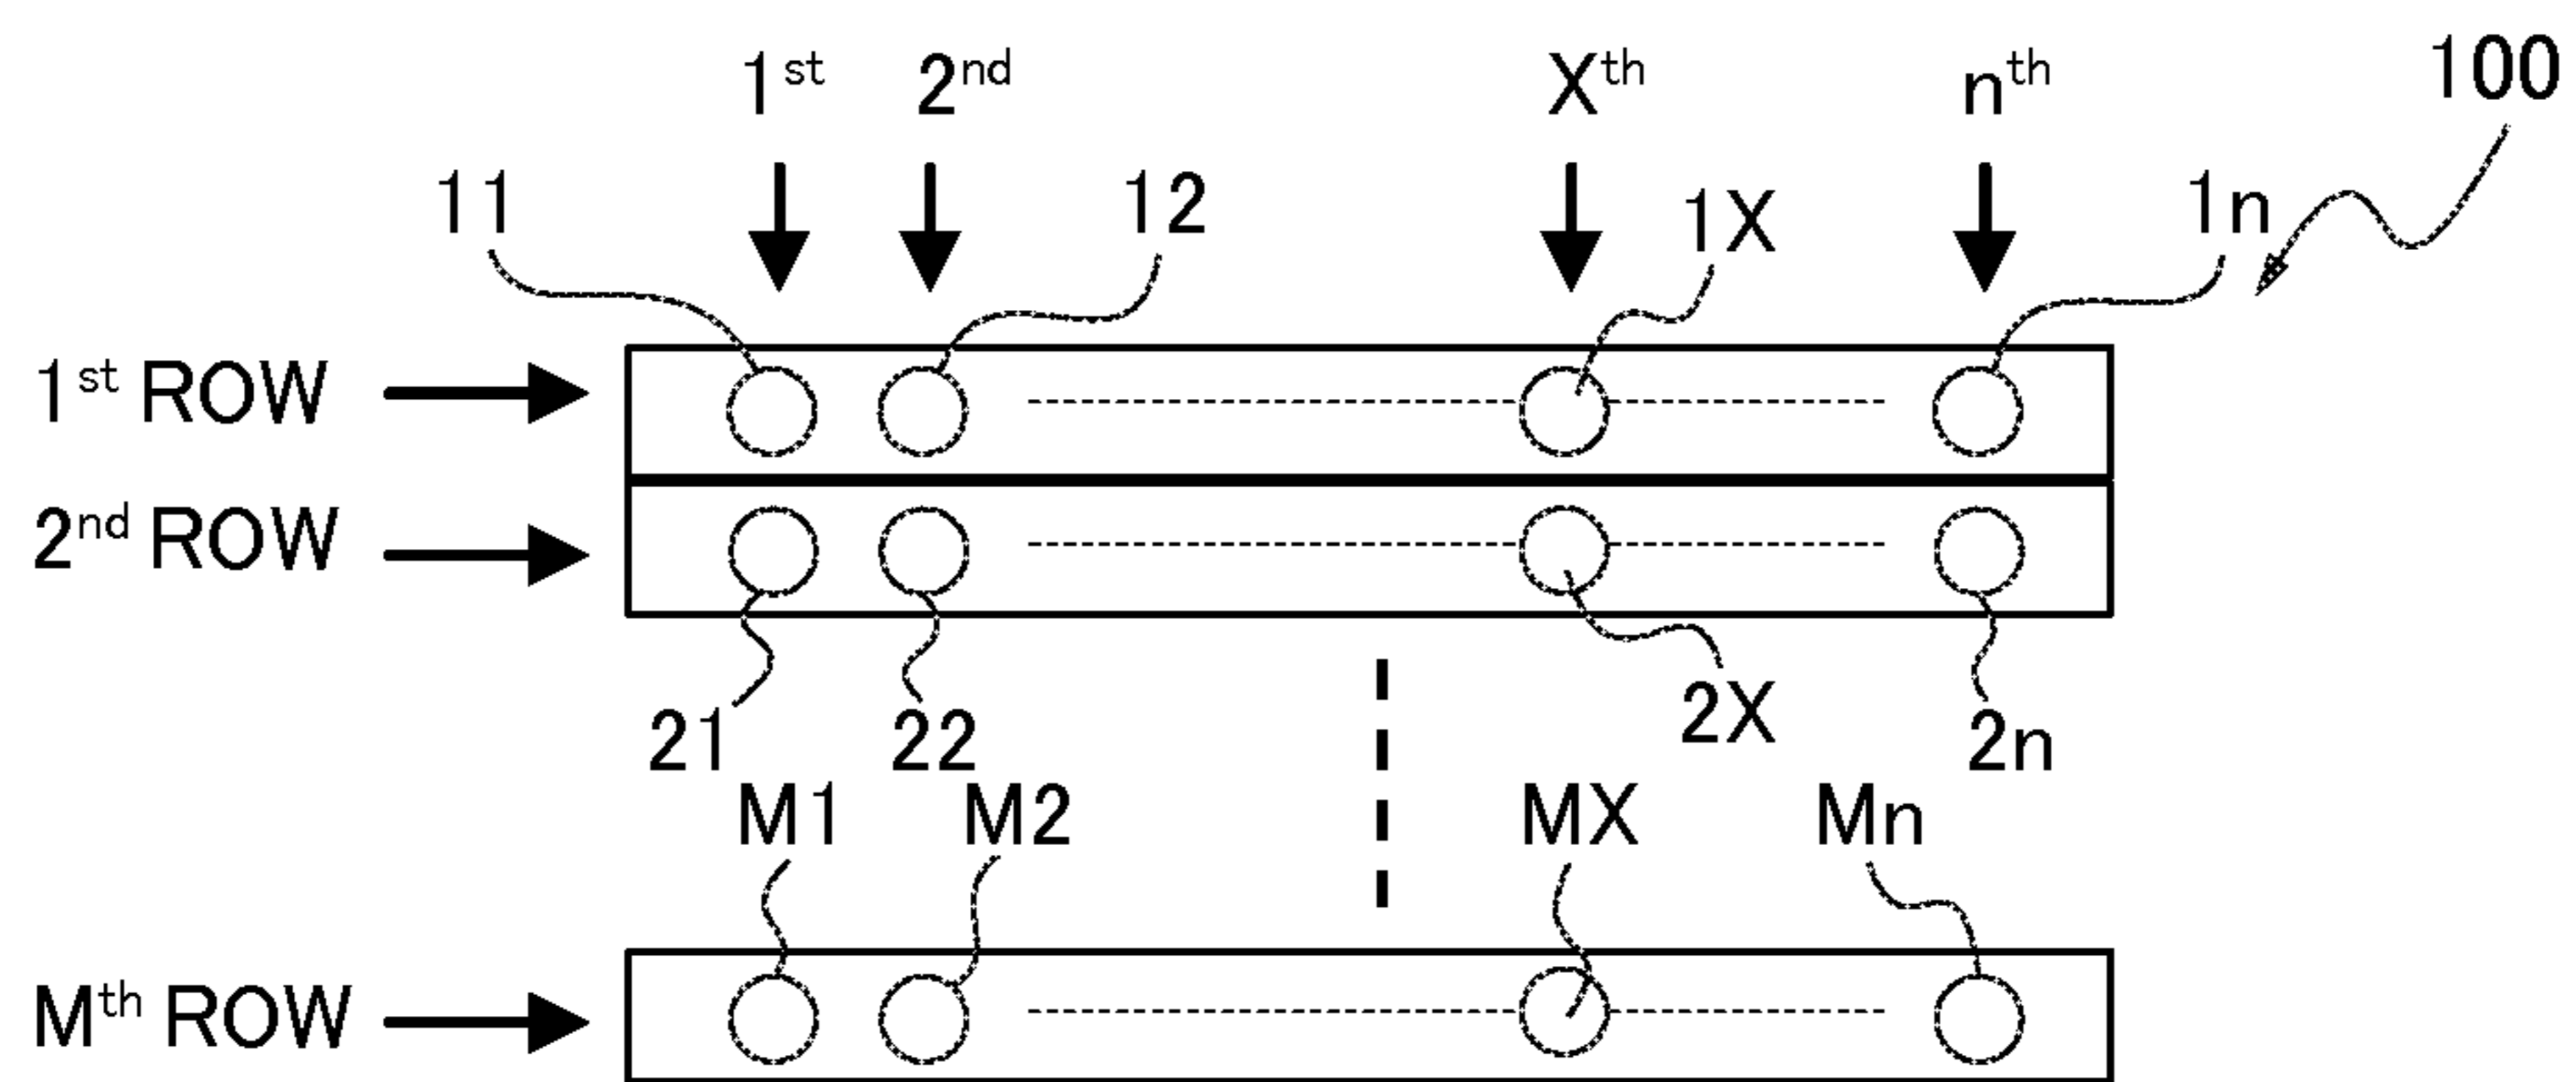 1st 2nd Xth nth 100
11 12 1X 1n
1st ROW
2nd ROW
21 22 2X 2n
M1 M2 MX Mn
Mth ROW